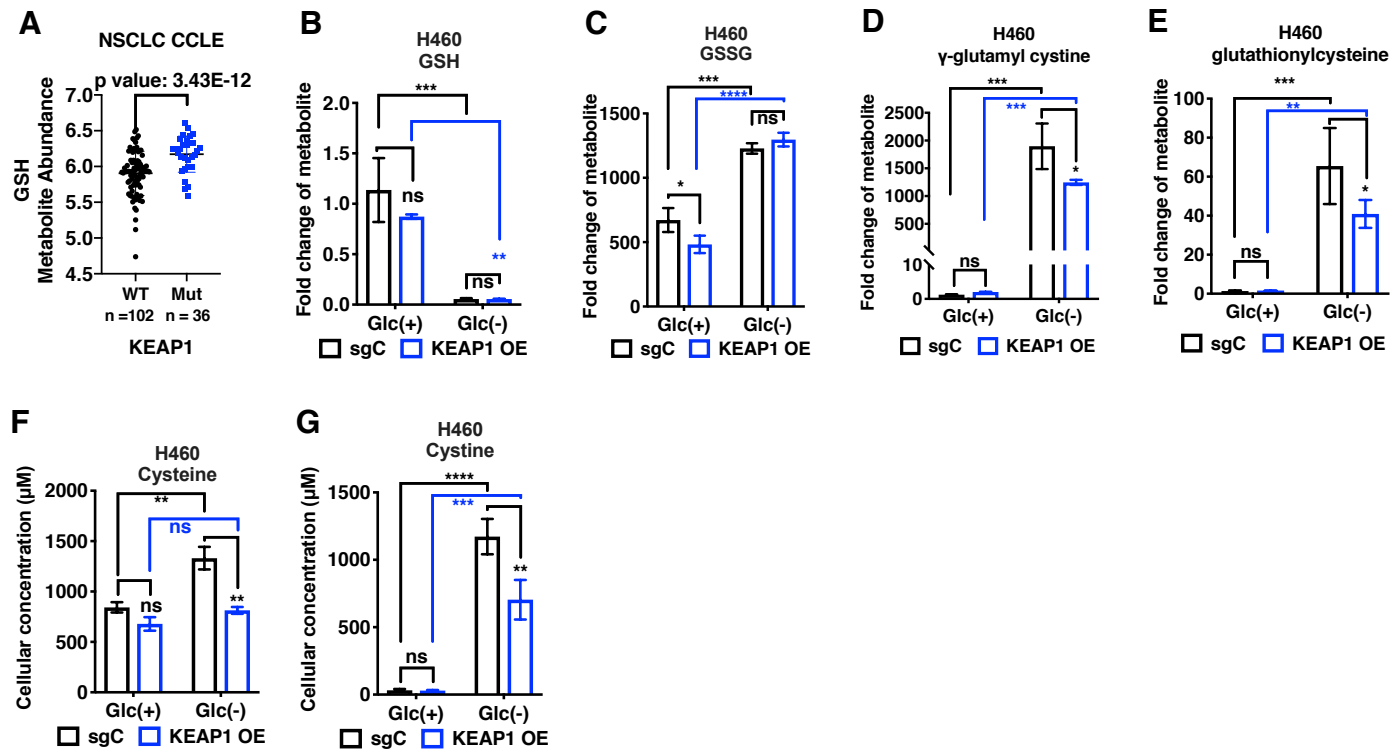 A
NSCLC CCLE
p value: 3.43E-12
GSH
Metabolite Abundance
7.0
6.5
6.0
5.5
5.0
4.5
WT
Mut
n =102
n = 36
KEAP1
B
H460
GSH
Fold change of metabolite
2.0
1.5
1.0
0.5
0.0
***
ns
**
ns
Glc(+)
Glc(-)
sgC
KEAP1 OE
C
H460
GSSG
Fold change of metabolite
1500
1000
500
0
***
****
ns
*
Glc(+)
Glc(-)
sgC
KEAP1 OE
D
H460
γ-glutamyl cystine
Fold change of metabolite
2500
2000
1500
1000
500
10
0
***
***
*
ns
Glc(+)
Glc(-)
sgC
KEAP1 OE
E
H460
glutathionylcysteine
Fold change of metabolite
100
80
60
40
20
0
***
**
*
ns
Glc(+)
Glc(-)
sgC
KEAP1 OE
F
H460
Cysteine
Cellular concentration (µM)
2000
1500
1000
500
0
**
ns
ns
**
Glc(+)
Glc(-)
sgC
KEAP1 OE
G
H460
Cystine
Cellular concentration (µM)
1500
1000
500
0
****
***
**
ns
Glc(+)
Glc(-)
sgC
KEAP1 OE